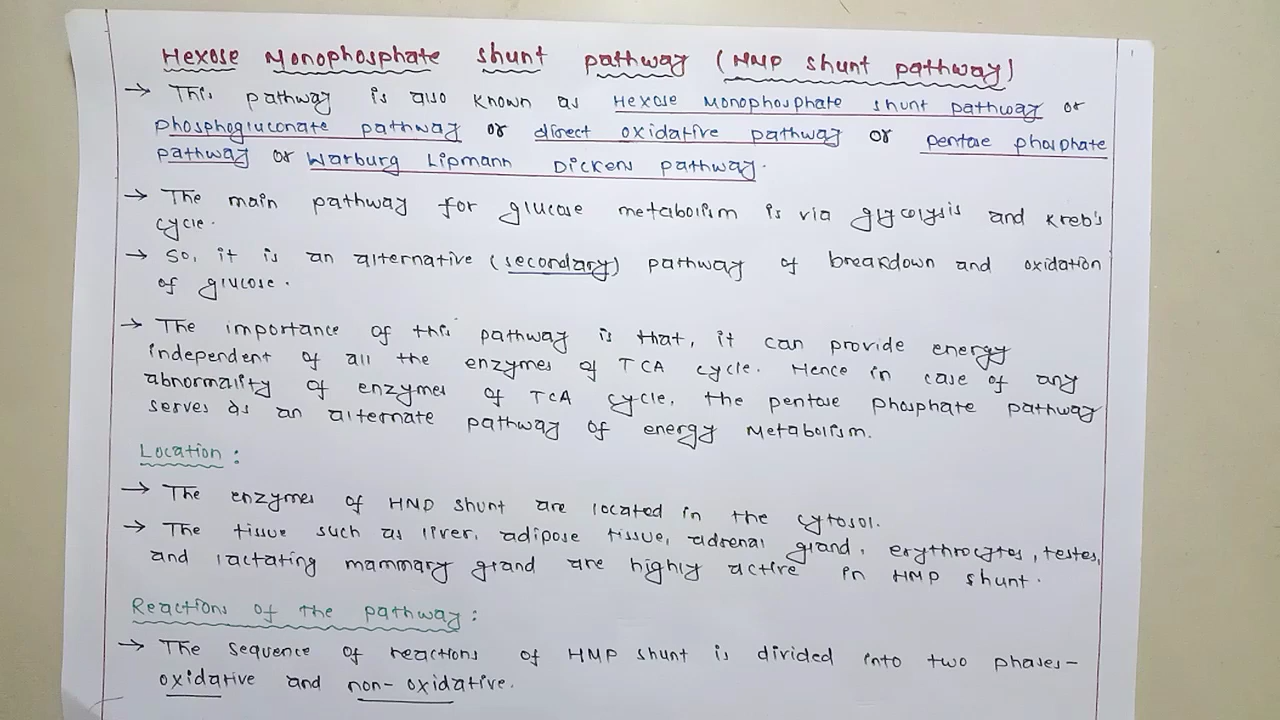 Hexose Monophosphate shunt pathway (HMP shunt pathway)
→ This pathway is also known as Hexose Monophosphate shunt pathway or
phosphogluconate pathway or direct oxidative pathway or pentose phosphate
pathway or Warburg Lipmann Dickens pathway.
→ The main pathway for glucose metabolism is via glycolysis and Kreb's
cycle.
→ So, it is an alternative (secondary) pathway of breakdown and oxidation
of glucose.
→ The importance of this pathway is that, it can provide energy
independent of all the enzymes of TCA cycle. Hence in case of any
abnormality of enzymes of TCA cycle, the pentose phosphate pathway
serves as an alternate pathway of energy Metabolism.
Location:
→ The enzymes of HMP shunt are located in the cytosol.
→ The tissue such as liver, adipose tissue, adrenal gland, erythrocytes, testes,
and lactating mammary gland are highly active in HMP shunt.
Reactions of the pathway:
→ The sequence of reactions of HMP shunt is divided into two phases-
oxidative and non-oxidative.